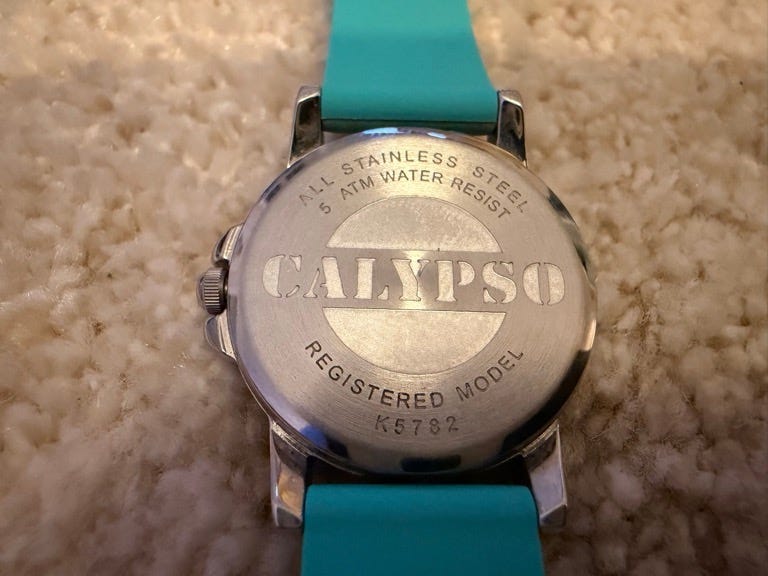 ALL STAINLESS STEEL
5 ATM WATER RESIST
CALYPSO
REGISTERED MODEL
K5782